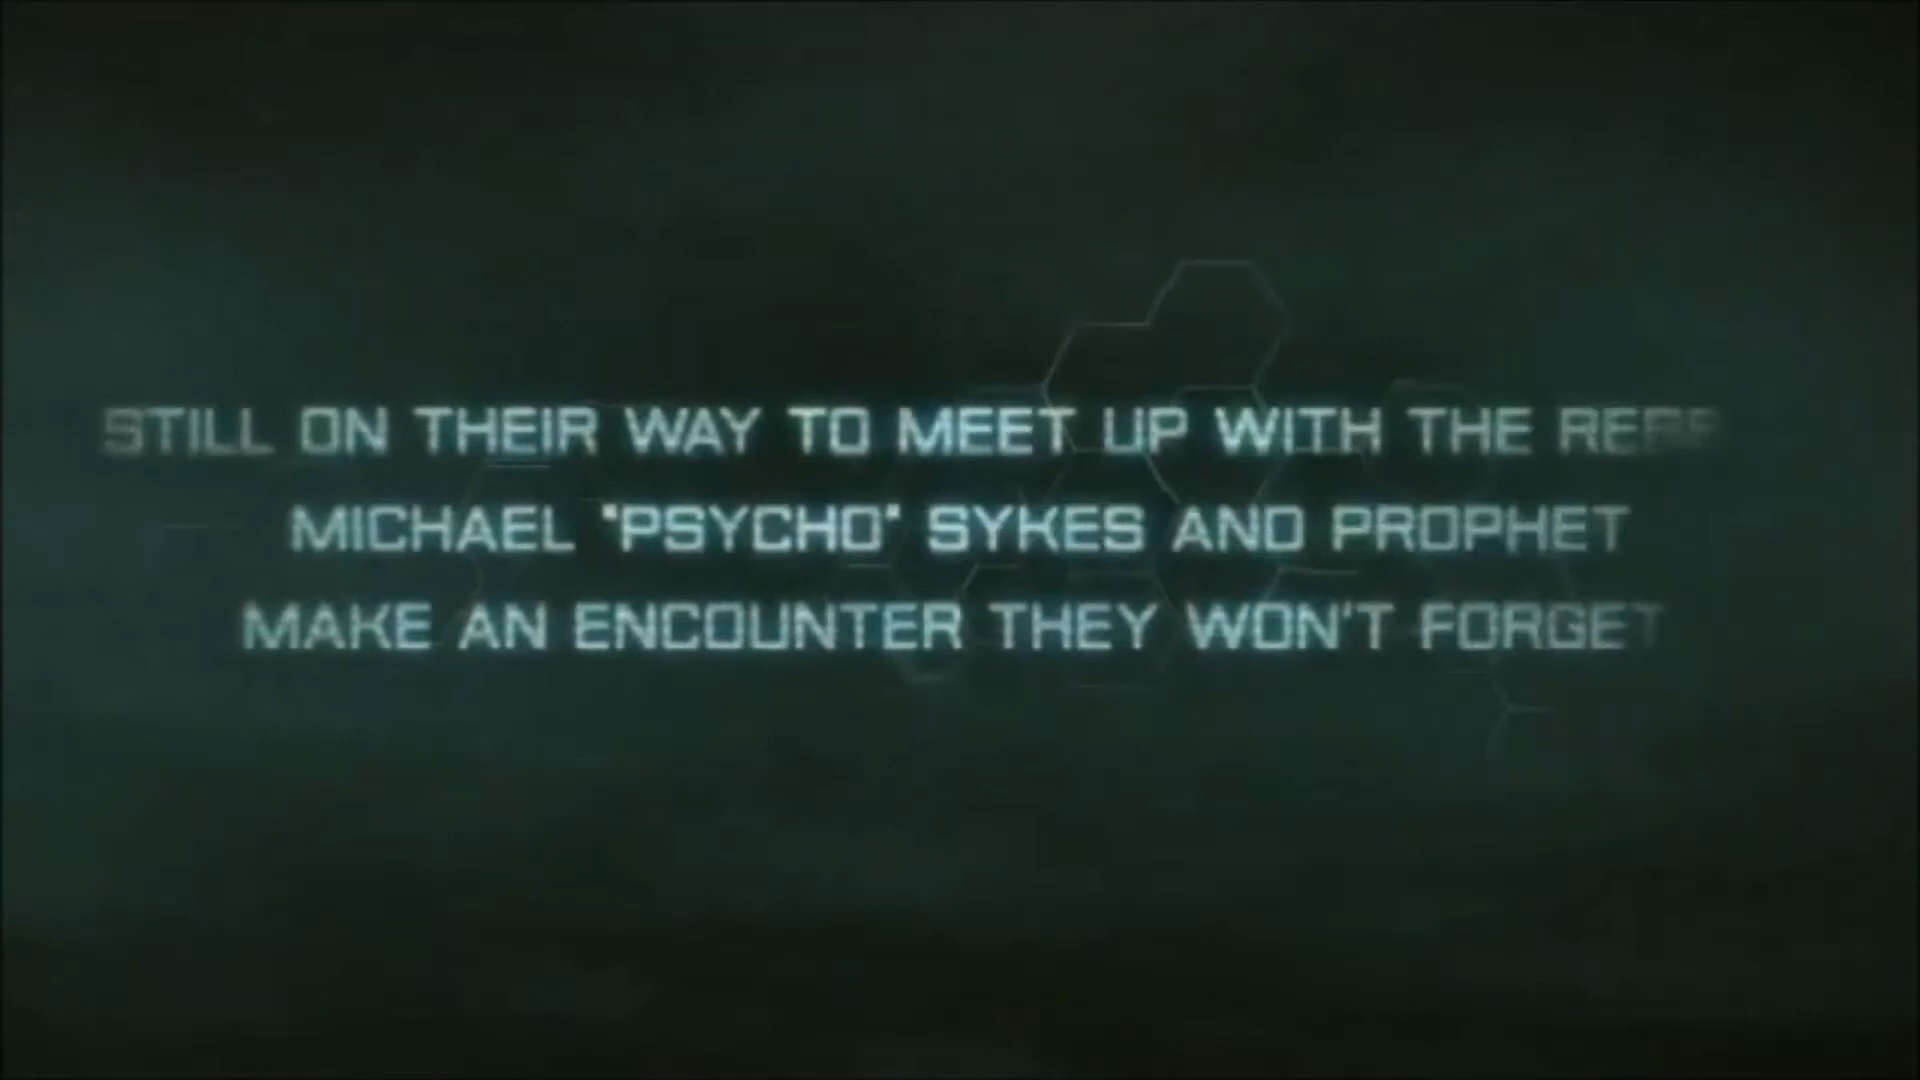 STILL ON THEIR WAY TO MEET UP WITH THE
MICHAEL "PSYCHO" SYKES AND PROPHET
MAKE AN ENCOUNTER THEY WON'T FORGET